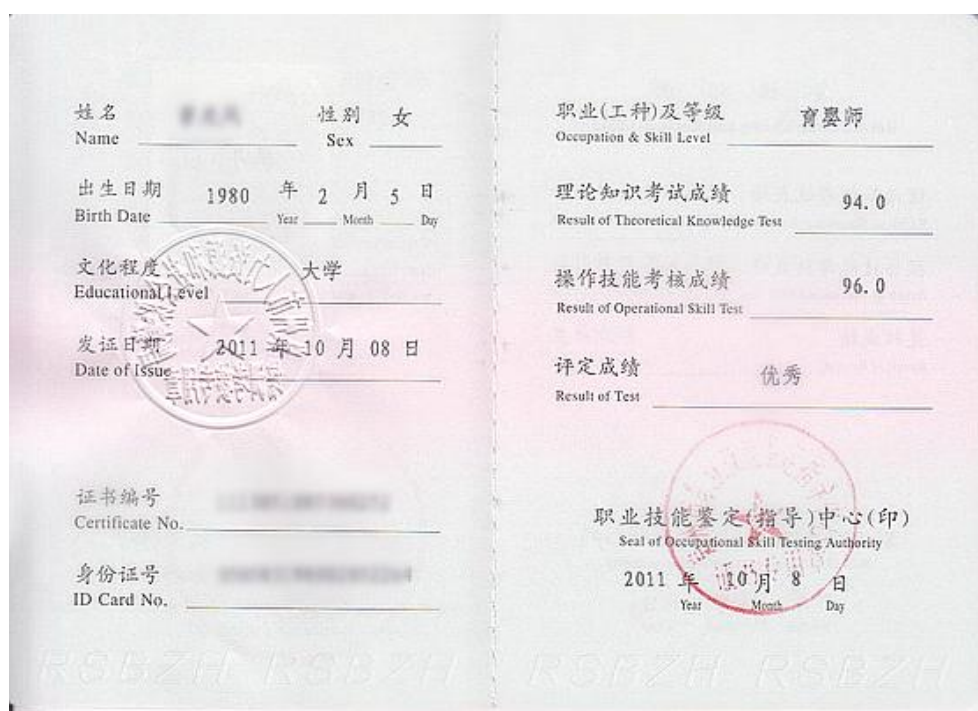 姓名 性别 女
Name Sex
出生日期 1980 年 2 月 5 日
Birth Date Year Month Day
文化程度 大学
Educational Level
发证日期 2011 年 10 月 08 日
Date of Issue
证书编号
Certificate No.
身份证号
ID Card No.
RSBZH RSBZH
职业(工种)及等级 育婴师
Occupation & Skill Level
理论知识考试成绩 94.0
Result of Theoretical Knowledge Test
操作技能考核成绩 96.0
Result of Operational Skill Test
评定成绩 优秀
Result of Test
职业技能鉴定(指导)中心(印)
Seal of Occupational Skill Testing Authority
2011 年 10 月 8 日
Year Month Day
RSBZH RSBZH